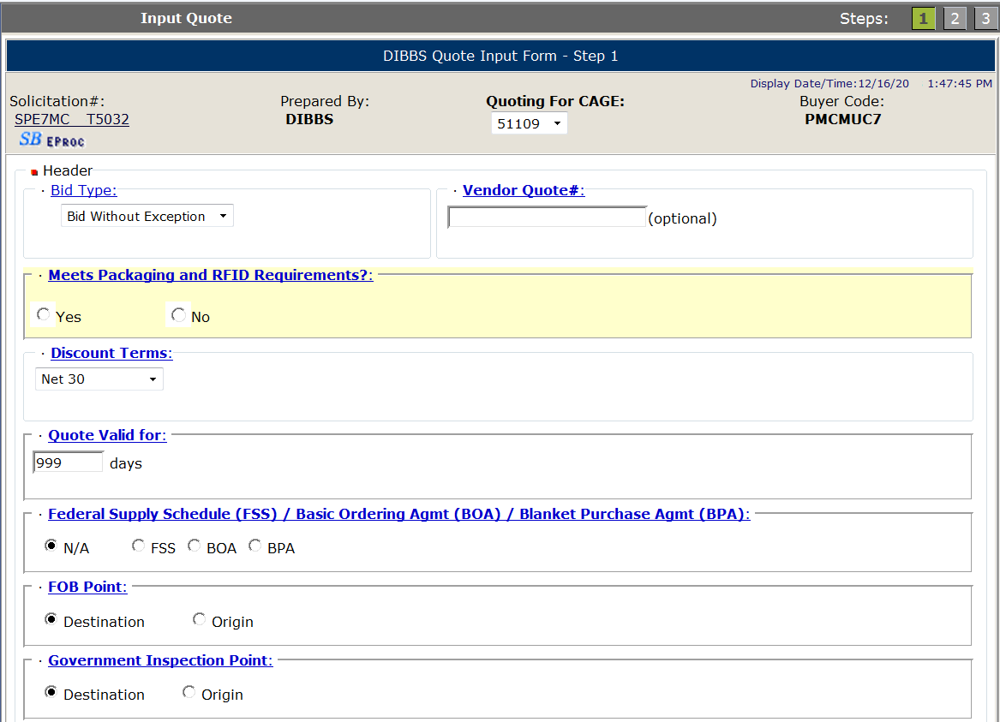 Input Quote Steps: 1 2 3
DIBBS Quote Input Form - Step 1
Display Date/Time:12/16/20 1:47:45 PM
Solicitation#: Prepared By: Quoting For CAGE: Buyer Code:
SPE7MC T5032 DIBBS 51109 PMCMUC7
SB EPROC
Header
· Bid Type: · Vendor Quote#:
Bid Without Exception (optional)
· Meets Packaging and RFID Requirements?:
Yes No
· Discount Terms:
Net 30
· Quote Valid for:
999 days
· Federal Supply Schedule (FSS) / Basic Ordering Agmt (BOA) / Blanket Purchase Agmt (BPA):
N/A FSS BOA BPA
· FOB Point:
Destination Origin
· Government Inspection Point:
Destination Origin